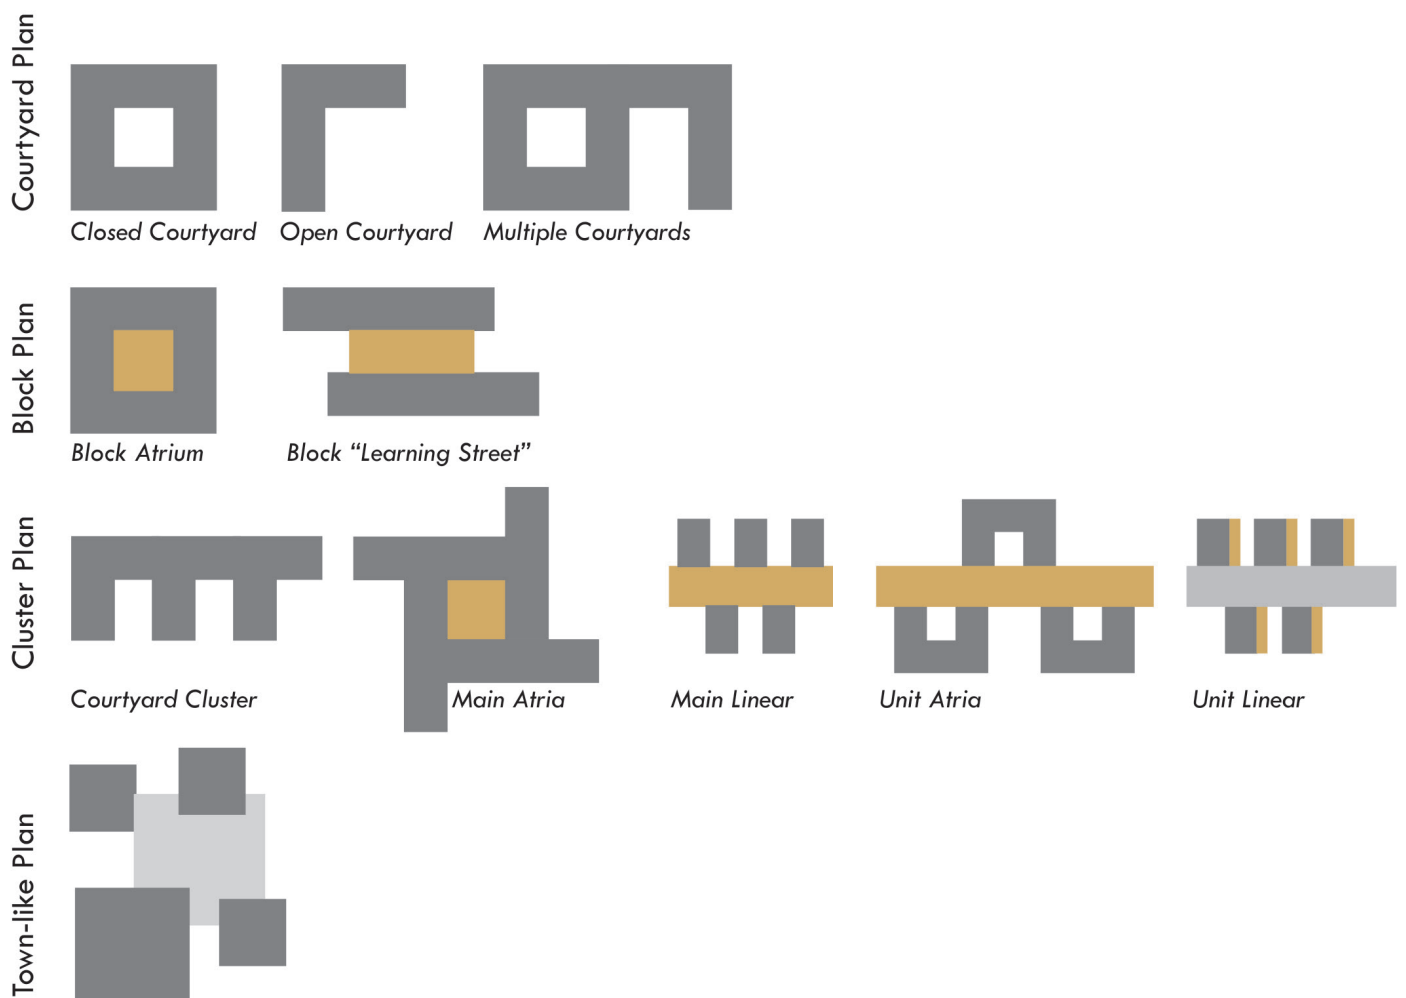 Courtyard Plan
Closed Courtyard
Open Courtyard
Multiple Courtyards
Block Plan
Block Atrium
Block “Learning Street”
Cluster Plan
Courtyard Cluster
Main Atria
Main Linear
Unit Atria
Unit Linear
Town-like Plan